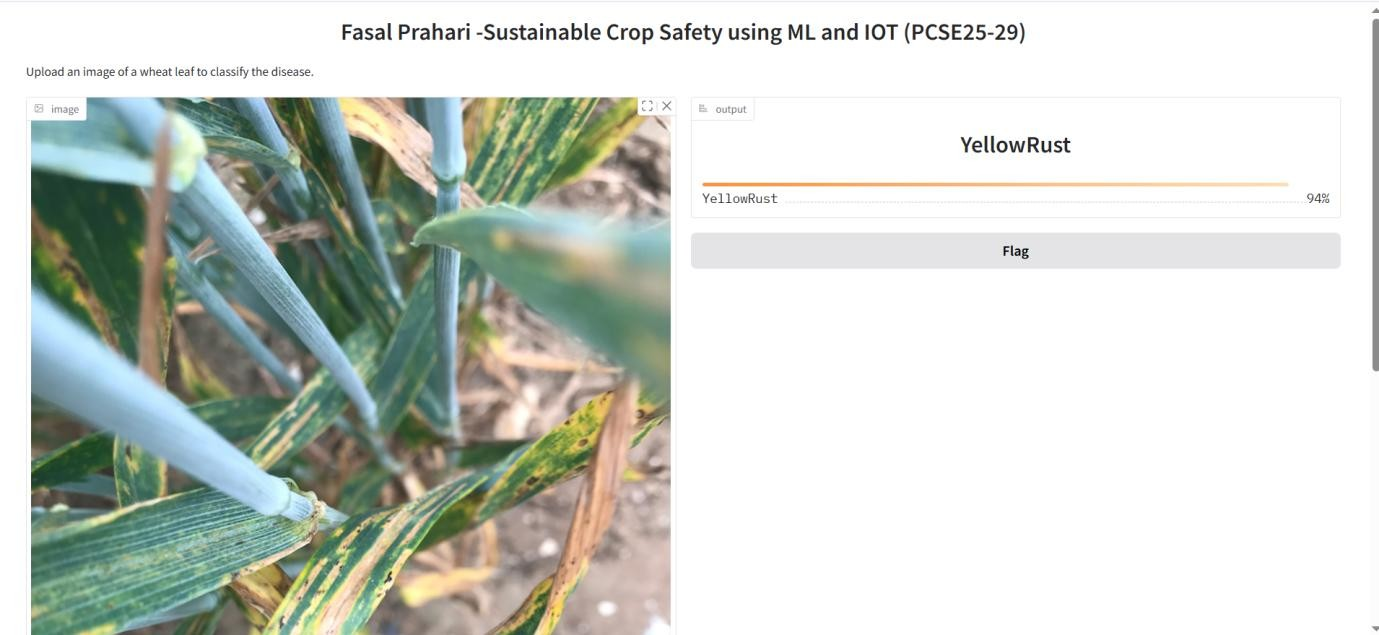 Fasal Prahari -Sustainable Crop Safety using ML and IOT (PCSE25-29)
Upload an image of a wheat leaf to classify the disease.
image
output
YellowRust
YellowRust 94%
Flag